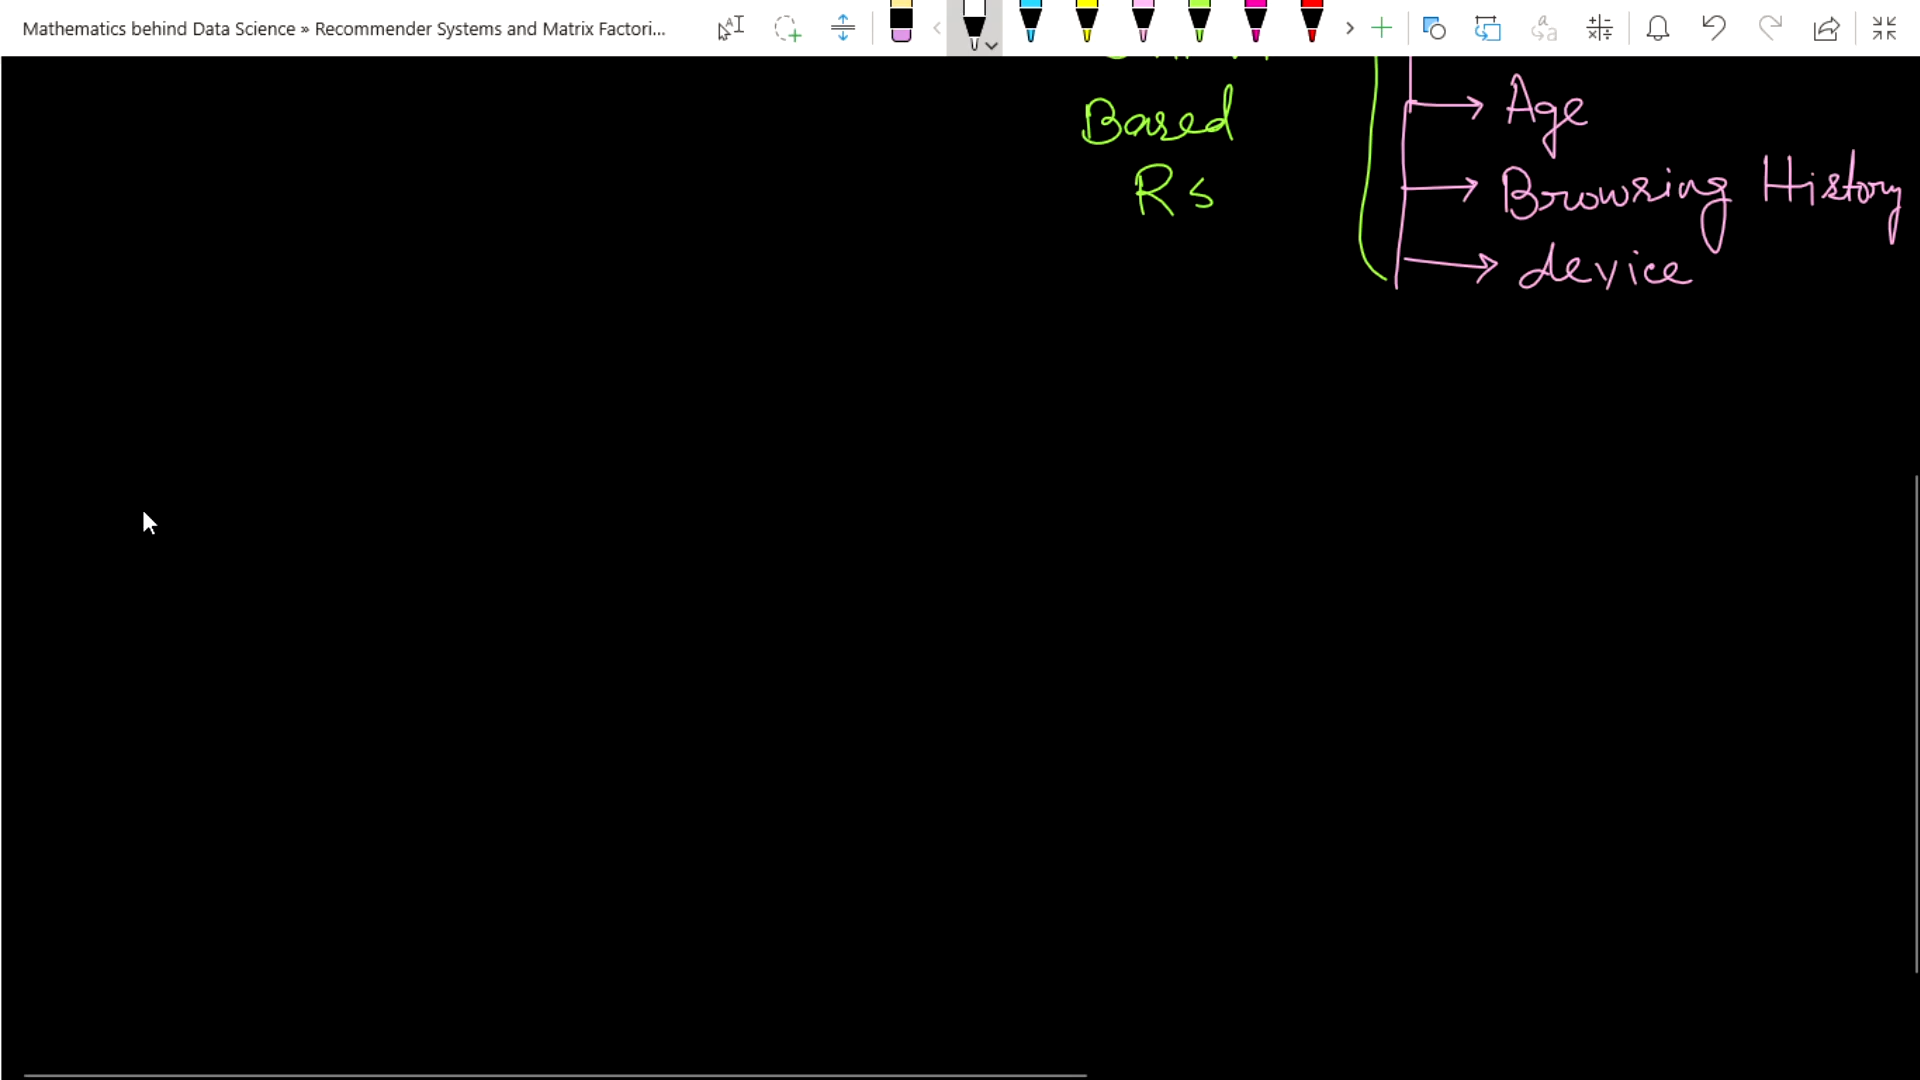 Mathematics behind Data Science » Recommender Systems and Matrix Factori...
Based
Rs
Age
Browsing History
device